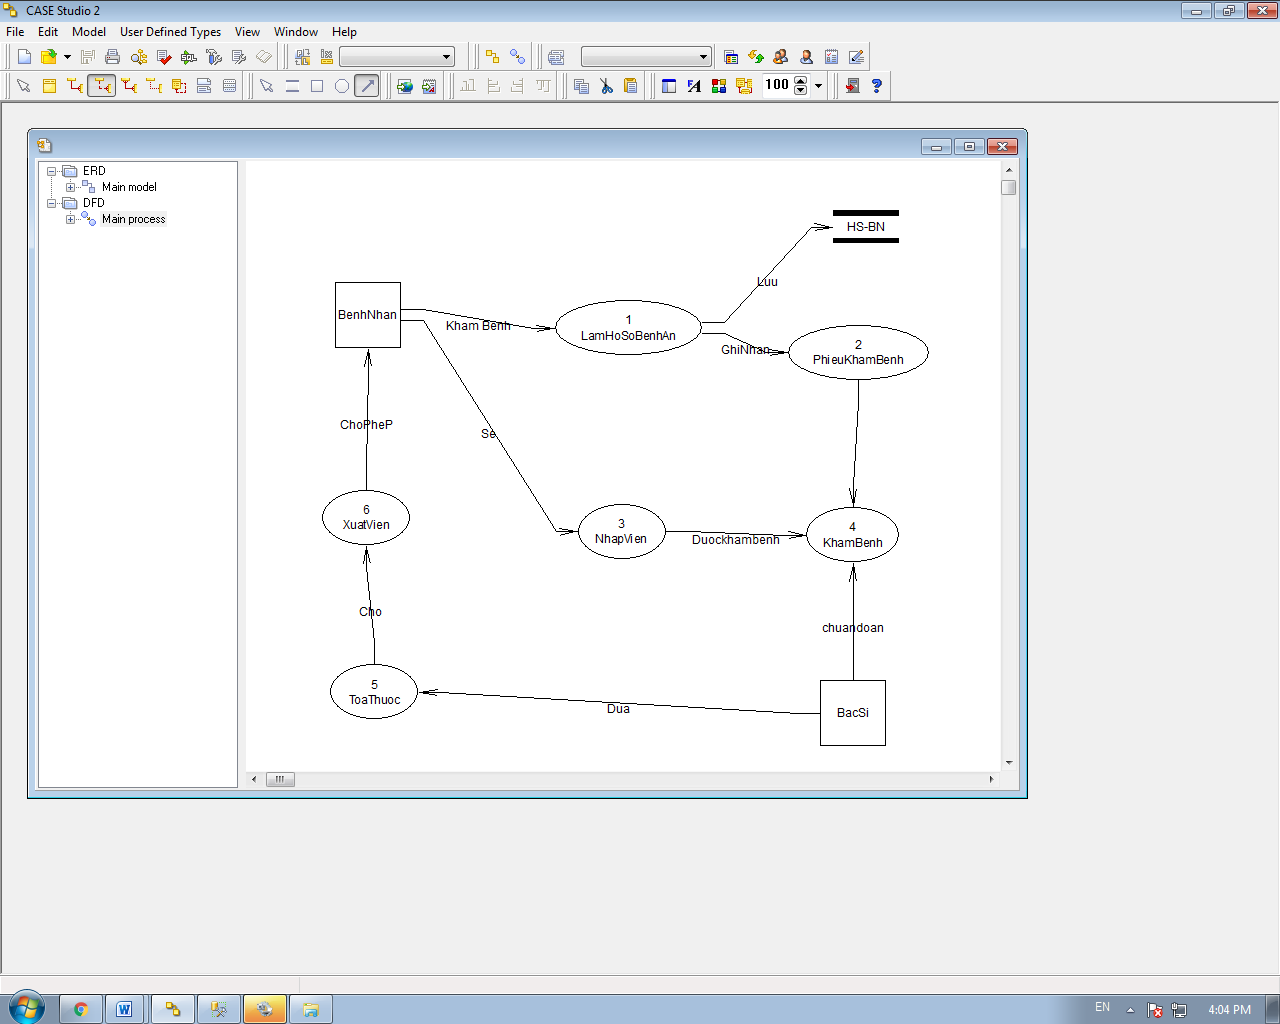 CASE Studio 2
File Edit Model User Defined Types View Window Help
100
ERD
Main model
DFD
Main process
HS-BN
Luu
BenhNhan
Kham Benh
1
LamHoSoBenhAn
GhiNhan
2
PhieuKhamBenh
ChoPheP
Se
6
XuatVien
3
NhapVien
Duockhambenh
4
KhamBenh
Cho
chuandoan
5
ToaThuoc
Dua
BacSi
EN
4:04 PM